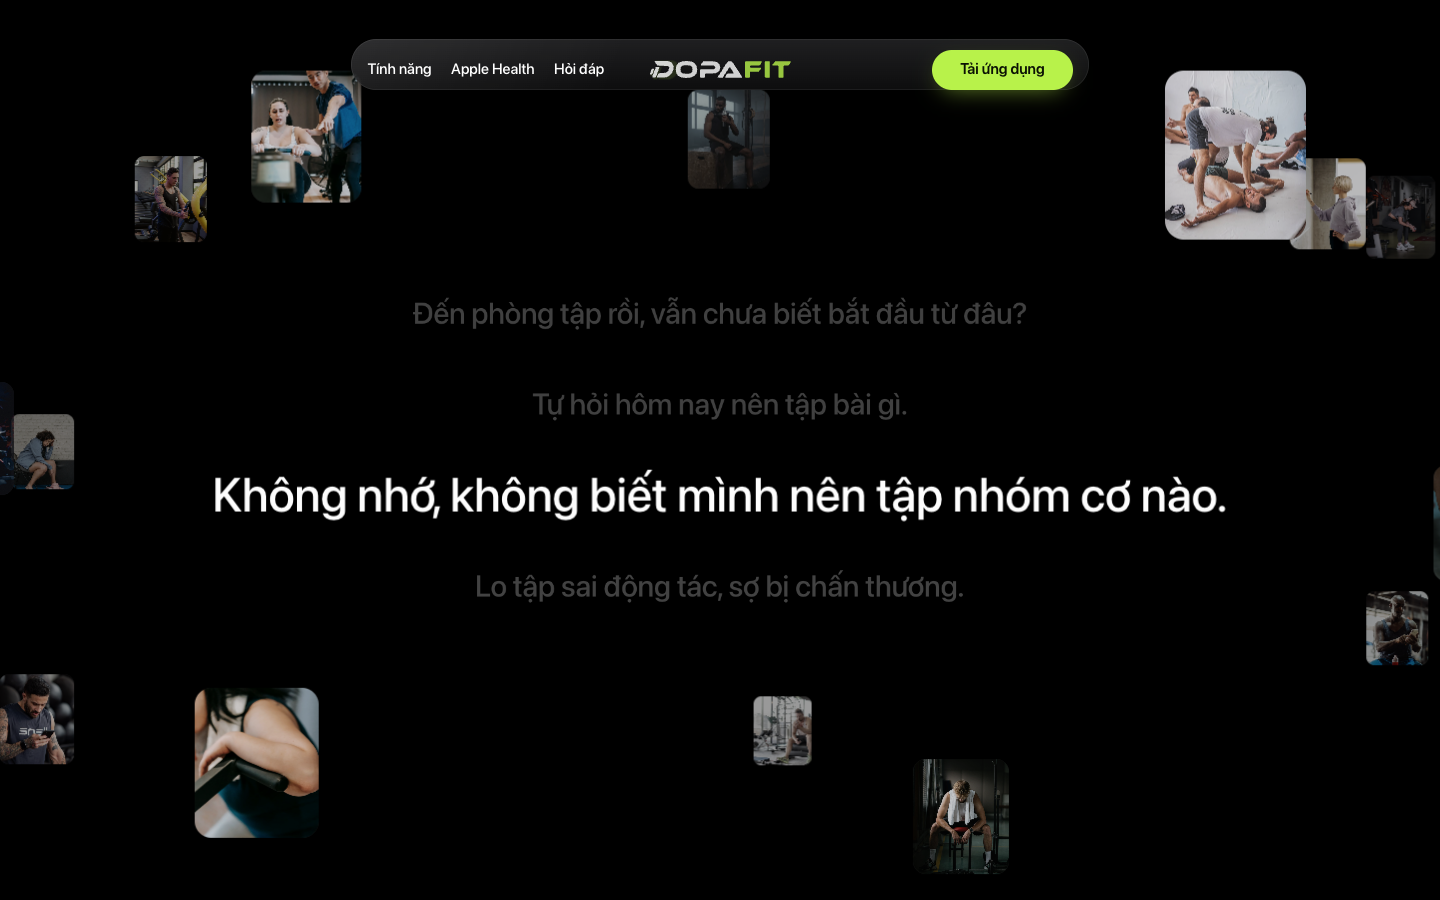 Tính năng
Apple Health
Hỏi đáp
DOPAFIT
Tải ứng dụng
Đến phòng tập rồi, vẫn chưa biết bắt đầu từ đâu?
Tự hỏi hôm nay nên tập bài gì.
Không nhớ, không biết mình nên tập nhóm cơ nào.
Lo tập sai động tác, sợ bị chấn thương.